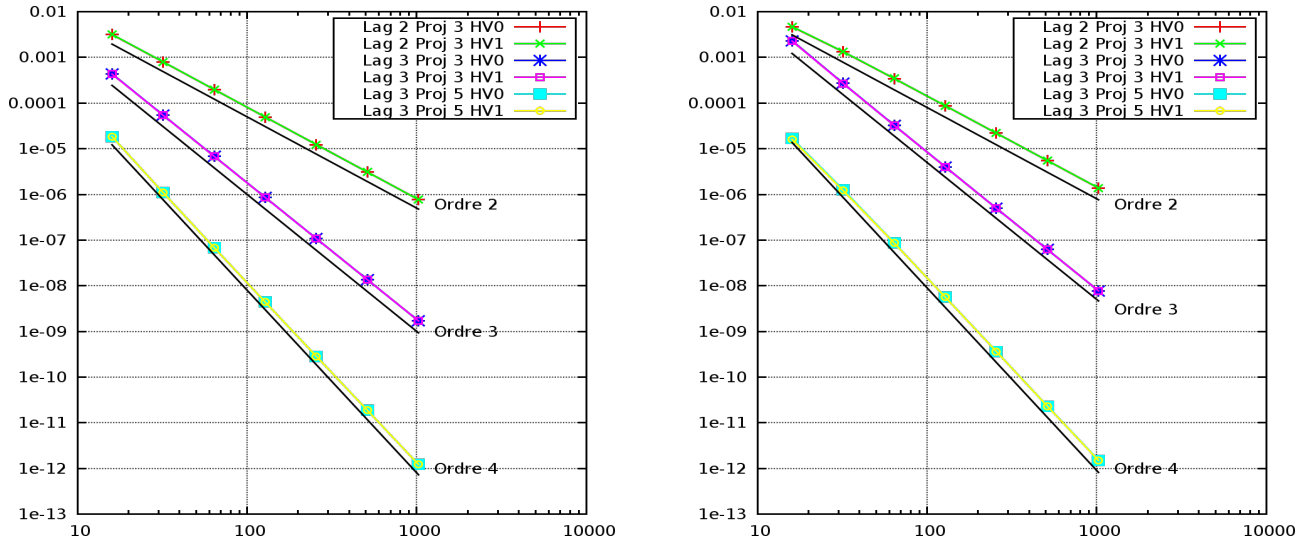 0.01
0.001
0.0001
1e-05
1e-06
1e-07
1e-08
1e-09
1e-10
1e-11
1e-12
1e-13
10
100
1000
10000
Lag 2 Proj 3 HV0
Lag 2 Proj 3 HV1
Lag 3 Proj 3 HV0
Lag 3 Proj 3 HV1
Lag 3 Proj 5 HV0
Lag 3 Proj 5 HV1
Ordre 2
Ordre 3
Ordre 4
0.01
0.001
0.0001
1e-05
1e-06
1e-07
1e-08
1e-09
1e-10
1e-11
1e-12
1e-13
10
100
1000
10000
Lag 2 Proj 3 HV0
Lag 2 Proj 3 HV1
Lag 3 Proj 3 HV0
Lag 3 Proj 3 HV1
Lag 3 Proj 5 HV0
Lag 3 Proj 5 HV1
Ordre 2
Ordre 3
Ordre 4